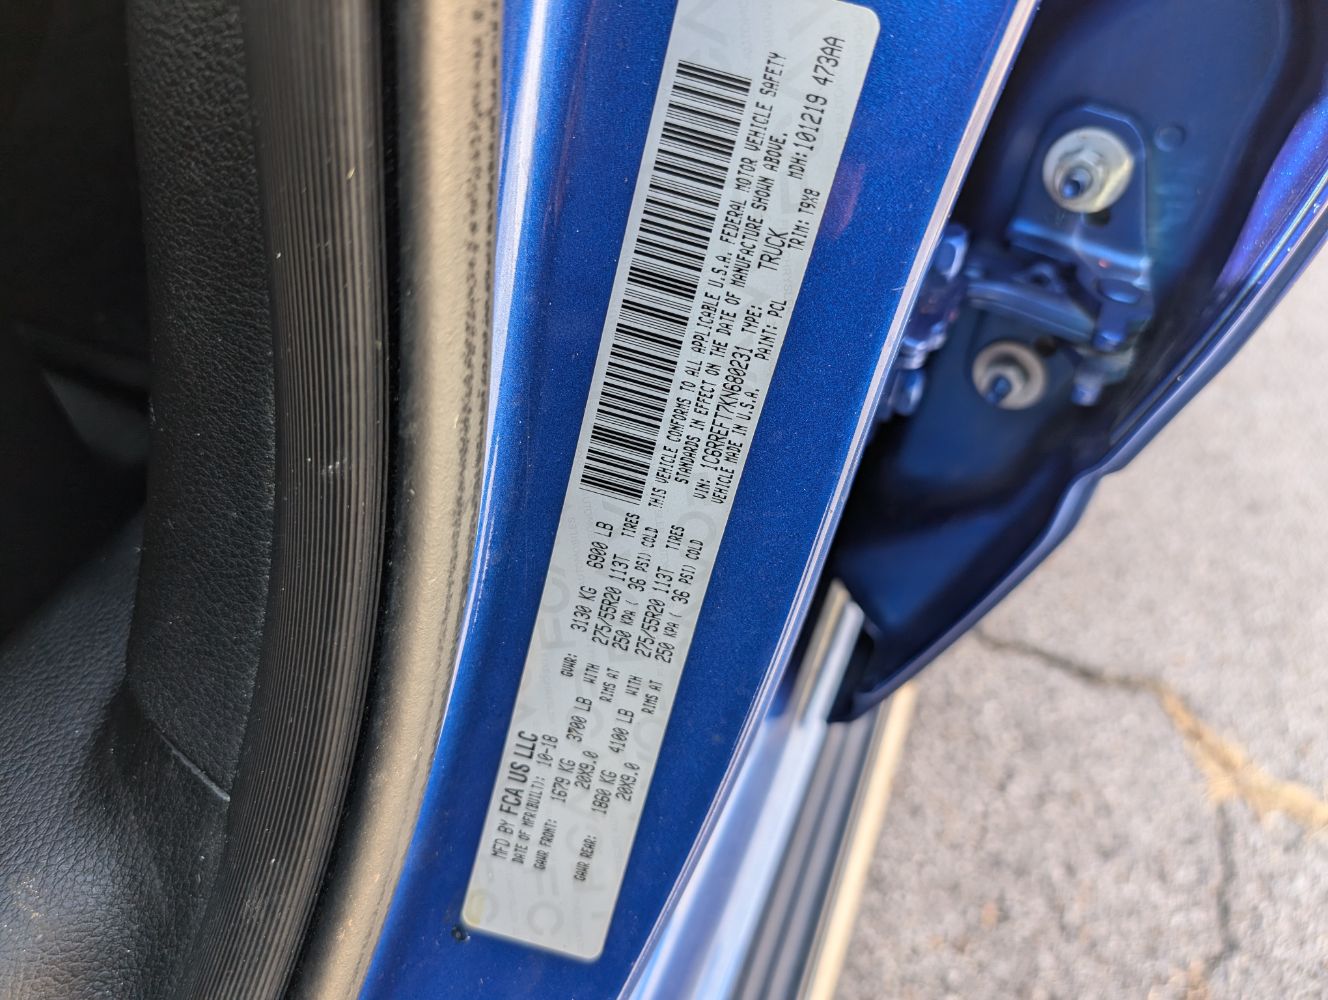 MFD BY FCA US LLC
DATE OF MFR(BUILT): 10-18 GVWR: 3130 KG 6900 LB
GAWR FRONT: 1679 KG 3700 LB WITH 275/55R20 113T TIRES
20X9.0 RIMS AT 250 KPA ( 36 PSI) COLD
GAWR REAR: 1860 KG 4100 LB WITH 275/55R20 113T TIRES
20X9.0 RIMS AT 250 KPA ( 36 PSI) COLD
THIS VEHICLE CONFORMS TO ALL APPLICABLE U.S.A. FEDERAL MOTOR VEHICLE SAFETY
STANDARDS IN EFFECT ON THE DATE OF MANUFACTURE SHOWN ABOVE.
VIN: 1C6RREFT7KN680231 TYPE: TRUCK MDH: 101219 473AA
VEHICLE MADE IN U.S.A. PAINT: PCL TRIM: T9X8